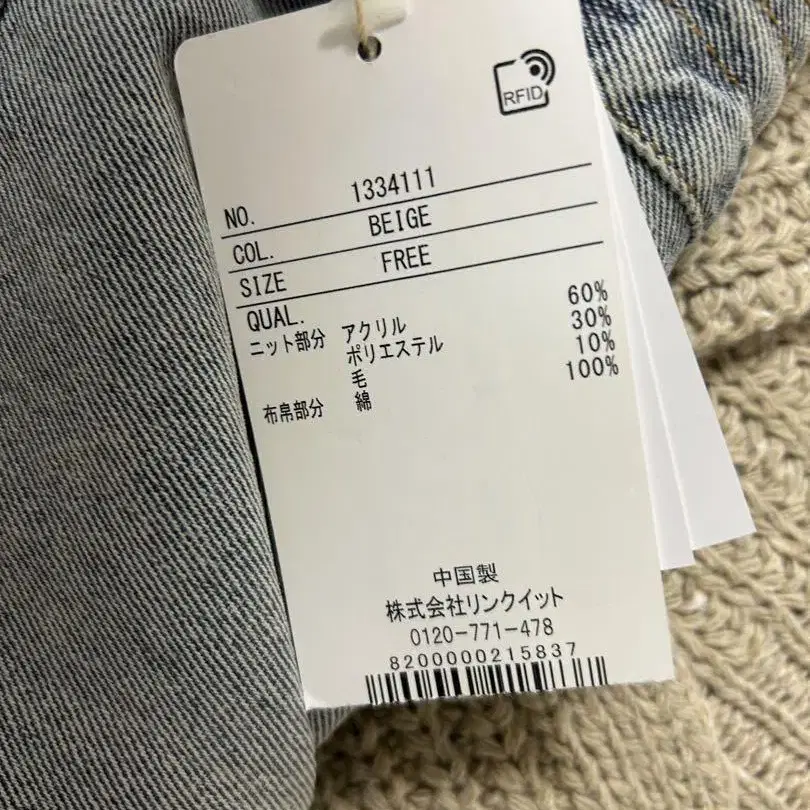 RFID
NO. 1334111
COL. BEIGE
SIZE FREE
QUAL.
ニット部分 アクリル 60%
ポリエステル 30%
毛 10%
布帛部分 綿 100%
中国製
株式会社リンクイット
0120-771-478
8200000215837